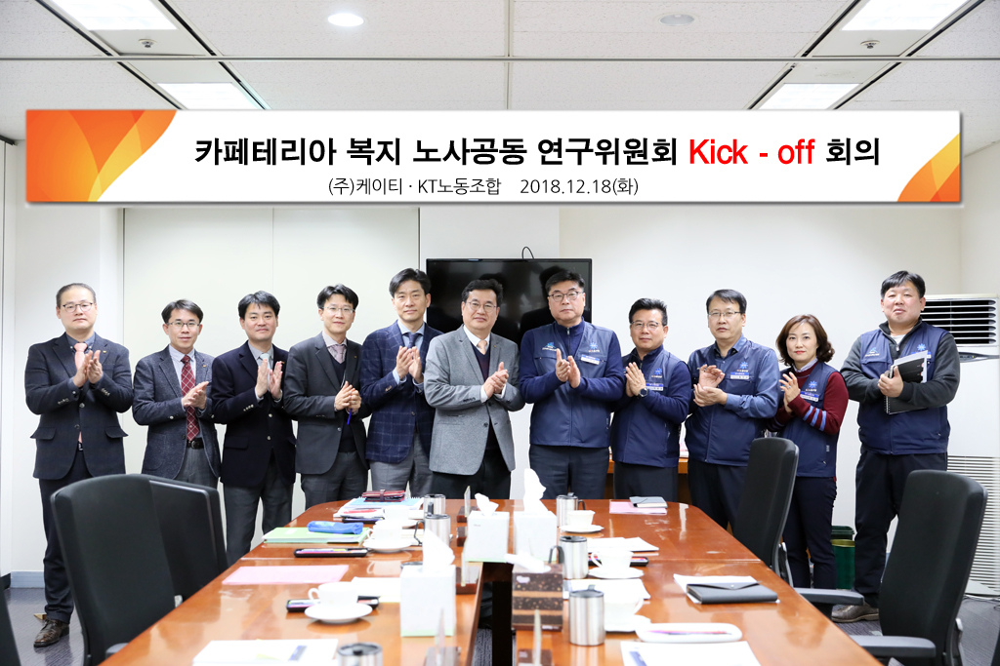 카페테리아 복지 노사공동 연구위원회 Kick - off 회의
(주)케이티 · KT노동조합 2018.12.18(화)